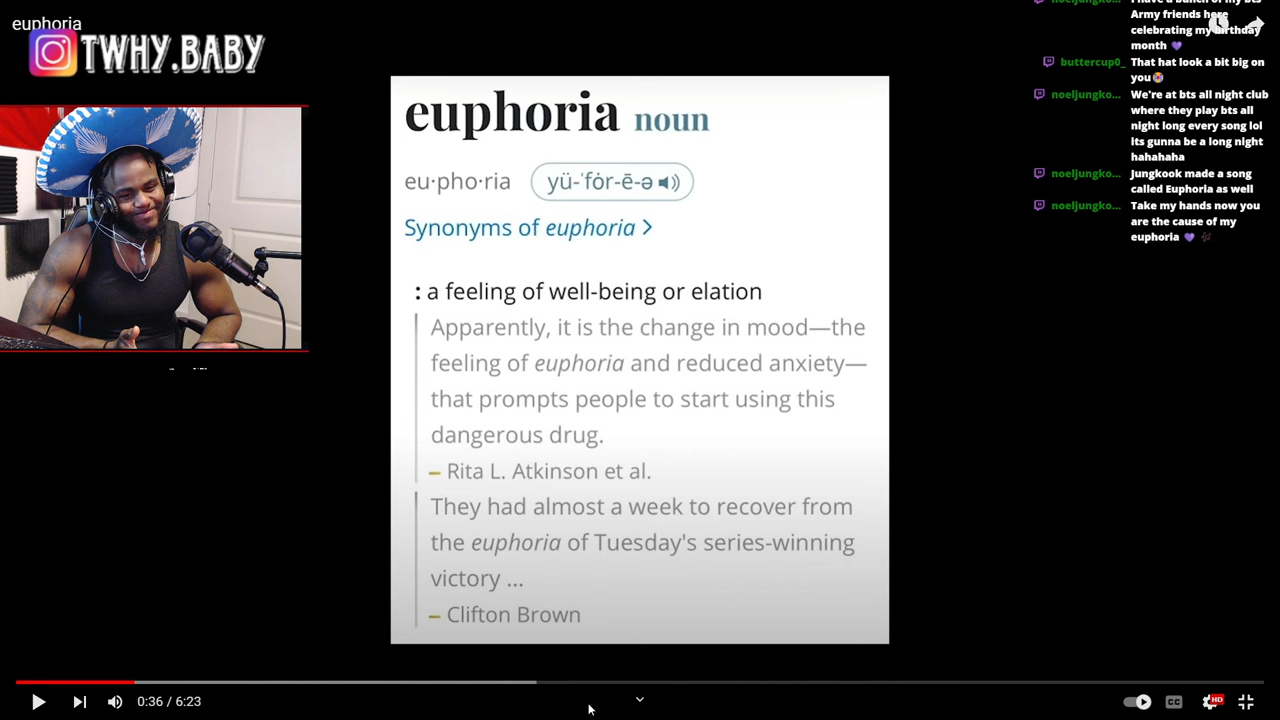 euphoria
TWHY.BABY
euphoria noun
eu·pho·ria yü-ˈfȯr-ē-ə
Synonyms of euphoria
: a feeling of well-being or elation
Apparently, it is the change in mood—the
feeling of euphoria and reduced anxiety—
that prompts people to start using this
dangerous drug.
– Rita L. Atkinson et al.
They had almost a week to recover from
the euphoria of Tuesday's series-winning
victory ...
– Clifton Brown
Army friends here
celebrating my birthday
month 💜
buttercup0_ That hat look a bit big on
you😭
noeljungko... We're at bts all night club
where they play bts all
night long every song lol
Its gunna be a long night
hahahaha
noeljungko... Jungkook made a song
called Euphoria as well
noeljungko... Take my hands now you
are the cause of my
euphoria 💜 🎶
0:36 / 6:23
CC
HD